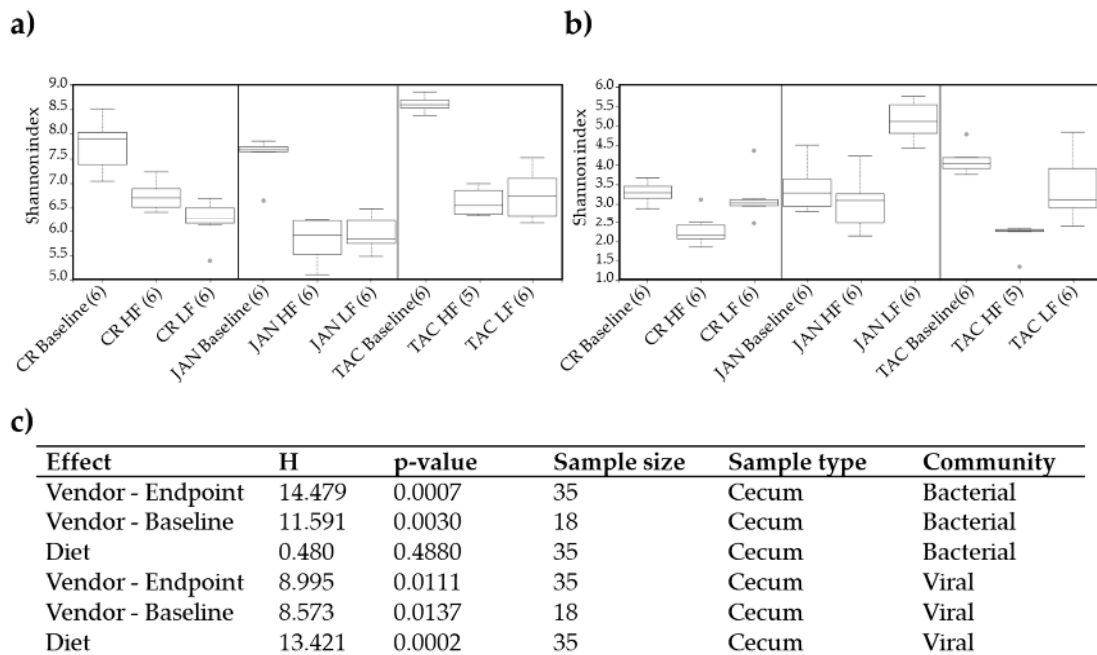 a)
Shannon index
9.0
8.5
8.0
7.5
7.0
6.5
6.0
5.5
5.0
CR Baseline (6)
CR HF (6)
CR LF (6)
JAN Baseline (6)
JAN HF (6)
JAN LF (6)
TAC Baseline (6)
TAC HF (5)
TAC LF (6)
b)
Shannon index
6.0
5.5
5.0
4.5
4.0
3.5
3.0
2.5
2.0
1.5
1.0
CR Baseline (6)
CR HF (6)
CR LF (6)
JAN Baseline (6)
JAN HF (6)
JAN LF (6)
TAC Baseline (6)
TAC HF (5)
TAC LF (6)
c)
Effect H p-value Sample size Sample type Community
Vendor - Endpoint 14.479 0.0007 35 Cecum Bacterial
Vendor - Baseline 11.591 0.0030 18 Cecum Bacterial
Diet 0.480 0.4880 35 Cecum Bacterial
Vendor - Endpoint 8.995 0.0111 35 Cecum Viral
Vendor - Baseline 8.573 0.0137 18 Cecum Viral
Diet 13.421 0.0002 35 Cecum Viral